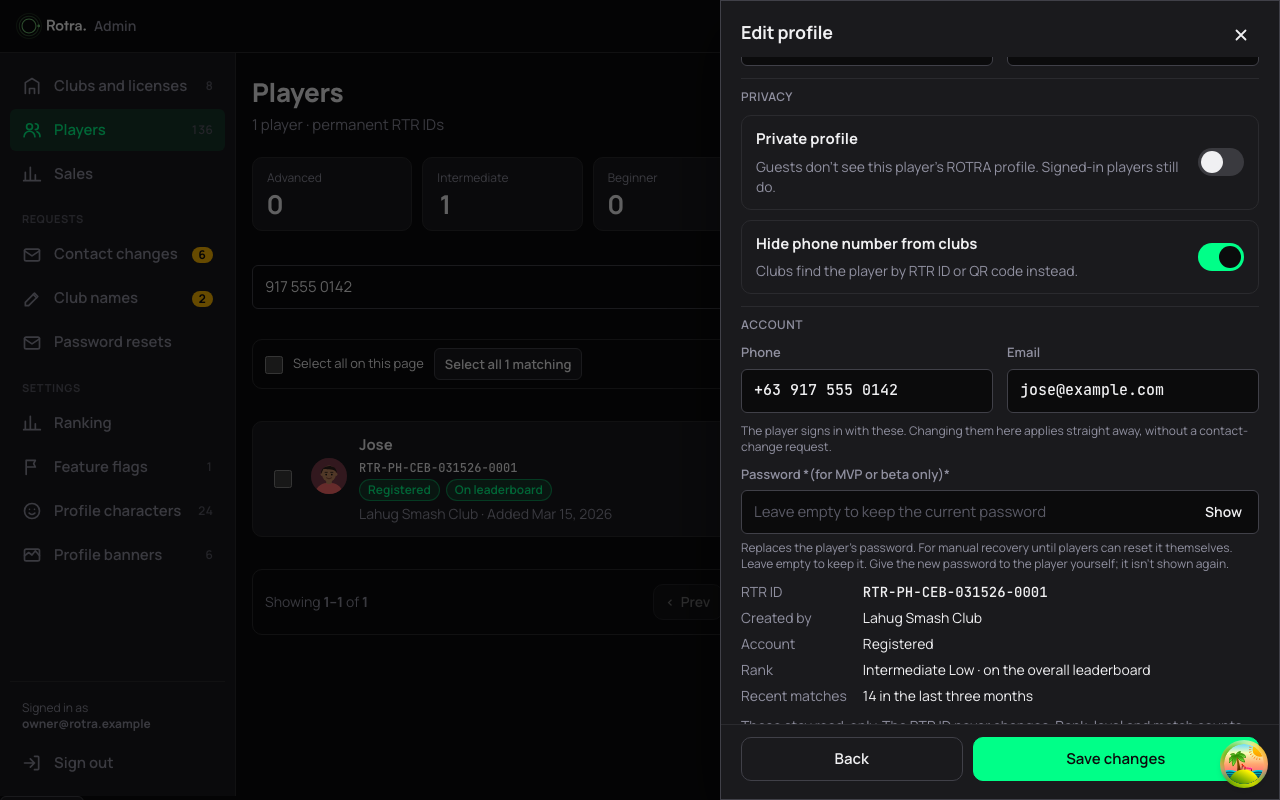 Rotra. Admin
Clubs and licenses 8
Players 136
Sales
REQUESTS
Contact changes 6
Club names 2
Password resets
SETTINGS
Ranking
Feature flags 1
Profile characters 24
Profile banners 6
Signed in as
owner@rotra.example
Sign out
Players
1 player · permanent RTR IDs
Advanced
0
Intermediate
1
Beginner
0
917 555 0142
Select all on this page
Select all 1 matching
Jose
RTR-PH-CEB-031526-0001
Registered On leaderboard
Lahug Smash Club · Added Mar 15, 2026
Showing 1–1 of 1
‹ Prev
Edit profile
PRIVACY
Private profile
Guests don't see this player's ROTRA profile. Signed-in players still
do.
Hide phone number from clubs
Clubs find the player by RTR ID or QR code instead.
ACCOUNT
Phone Email
+63 917 555 0142 jose@example.com
The player signs in with these. Changing them here applies straight away, without a contact-
change request.
Password *(for MVP or beta only)*
Leave empty to keep the current password Show
Replaces the player's password. For manual recovery until players can reset it themselves.
Leave empty to keep it. Give the new password to the player yourself; it isn't shown again.
RTR ID RTR-PH-CEB-031526-0001
Created by Lahug Smash Club
Account Registered
Rank Intermediate Low · on the overall leaderboard
Recent matches 14 in the last three months
Back Save changes